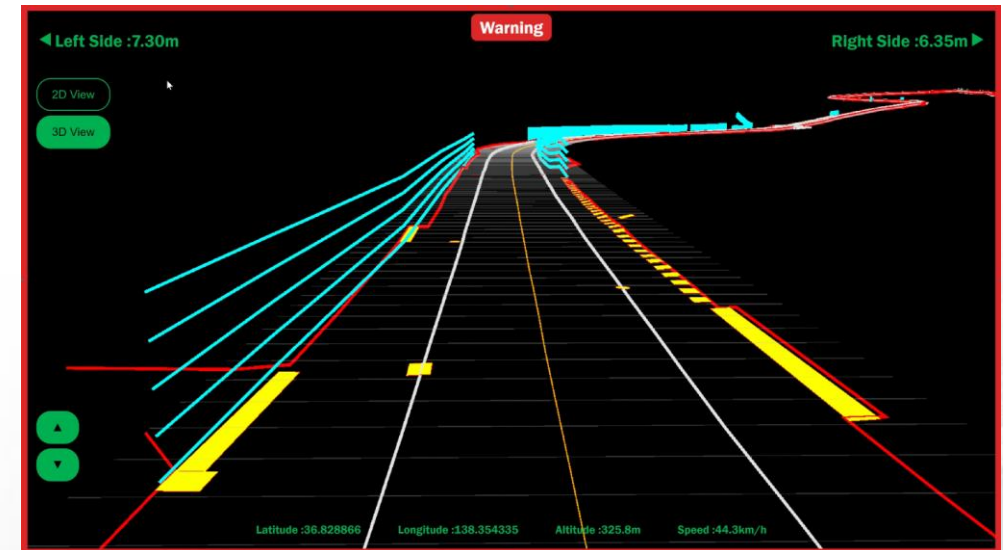 Warning
Left Side :7.30m
Right Side :6.35m
2D View
3D View
Latitude :36.828866 Longitude :138.354335 Altitude :325.8m Speed :44.3km/h